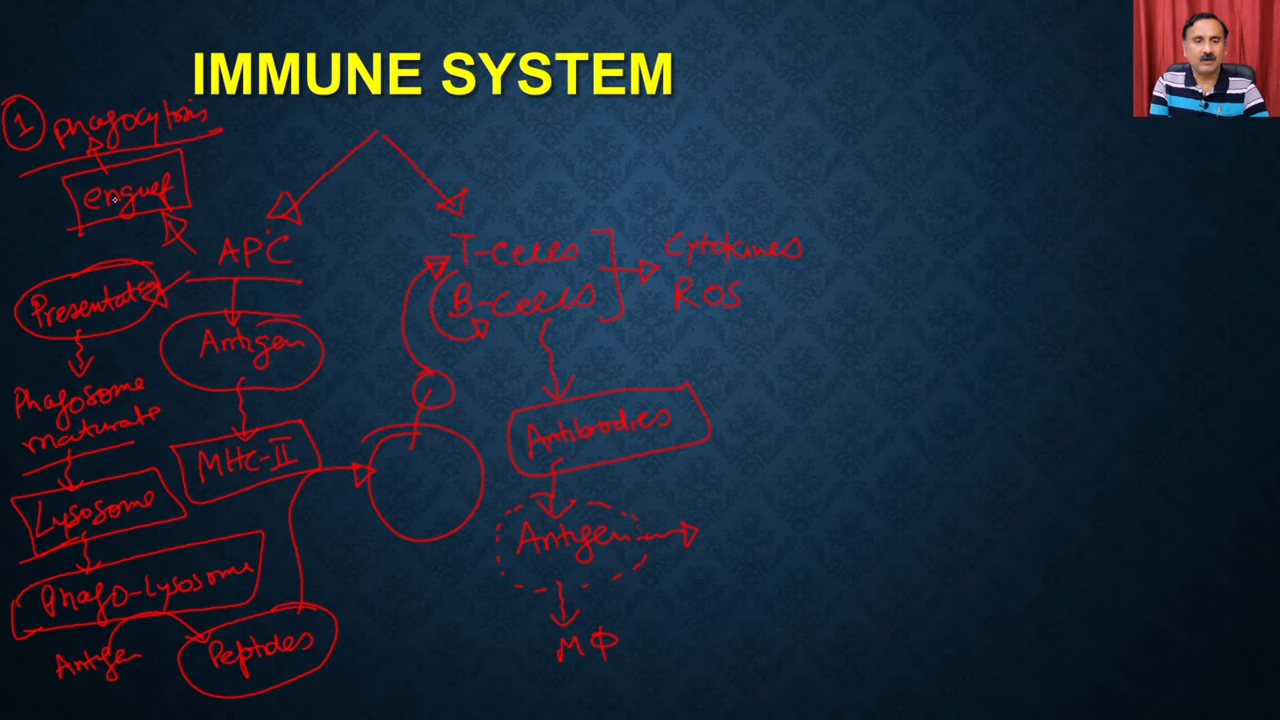 IMMUNE SYSTEM
1 Phagocytosis
enguef
APC
Presentation
Antigen
Phagosome
maturate
MHC-II
Lysosome
Phago-Lysosome
Antigen
Peptides
T-cells
B-cells
Cytokines
ROS
Antibodies
Antigen
MΦ